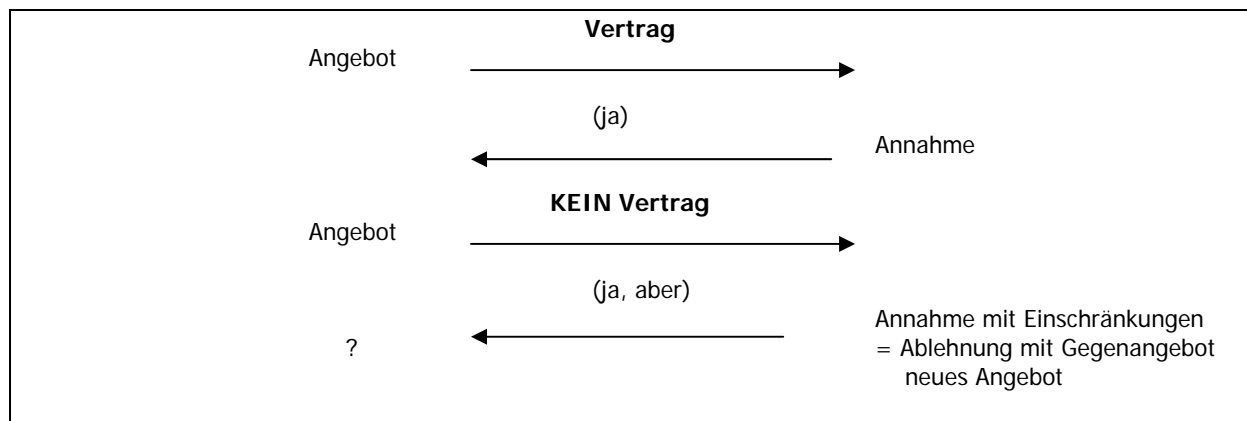 Vertrag
Angebot
(ja)
Annahme
KEIN Vertrag
Angebot
(ja, aber)
Annahme mit Einschränkungen
?
= Ablehnung mit Gegenangebot
neues Angebot